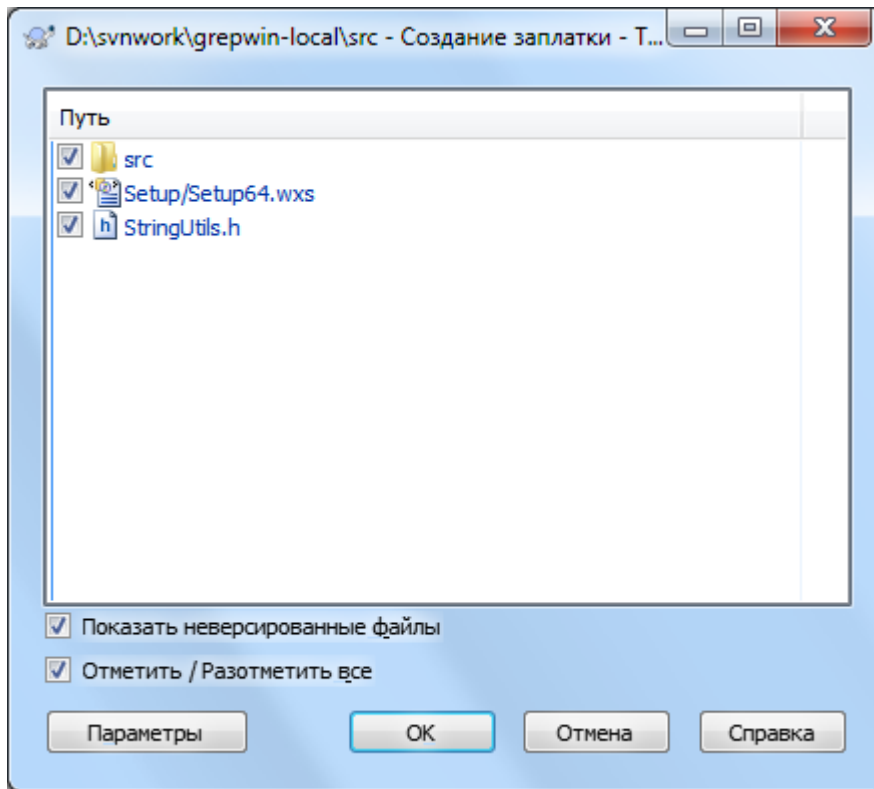 D:\svnwork\grepwin-local\src - Создание заплатки - T...
Путь
src
Setup/Setup64.wxs
StringUtils.h
Показать неверсированные файлы
Отметить / Разотметить все
Параметры
OK
Отмена
Справка